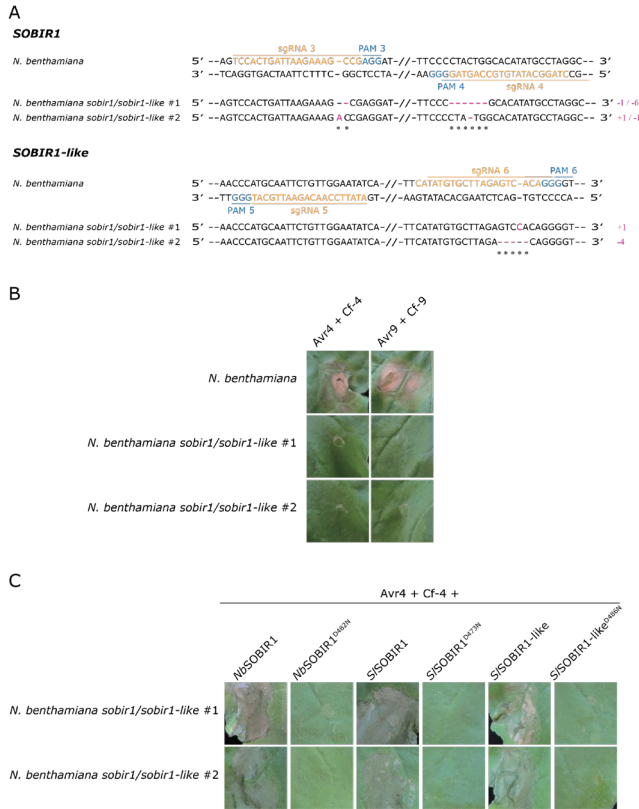 A
SOBIR1
sgRNA 3 PAM 3
N. benthamiana 5′ --AGTCCACTGATTAAGAAAG-CCGAGGAT-//-TTCCCCTACTGGCACATATGCCTAGGC-- 3′
3′ --TCAGGTGACTAATTCTTTC-GGCTCCTA-//-AAGGGGATGACCGTGTATACGGATCCG-- 5′
PAM 4 sgRNA 4
N. benthamiana sobir1/sobir1-like #1 5′ --AGTCCACTGATTAAGAAAG--CGAGGAT-//-TTCCCC------GCACATATGCCTAGGC-- 3′ -1 / -6
N. benthamiana sobir1/sobir1-like #2 5′ --AGTCCACTGATTAAGAAAGACCGAGGAT-//-TTCCCCTA-TGGCACATATGCCTAGGC-- 3′ +1 / -1
** ******
SOBIR1-like
sgRNA 6 PAM 6
N. benthamiana 5′ --AACCCATGCAATTCTGTTGGAATATCA-//-TTCATATGTGCTTAGAGTC-ACAGGGGT-- 3′
3′ --TTGGGTACGTTAAGACAACCTTATAGT-//-AAGTATACACGAATCTCAG-TGTCCCCA-- 5′
PAM 5 sgRNA 5
N. benthamiana sobir1/sobir1-like #1 5′ --AACCCATGCAATTCTGTTGGAATATCA-//-TTCATATGTGCTTAGAGTCCACAGGGGT-- 3′ +1
N. benthamiana sobir1/sobir1-like #2 5′ --AACCCATGCAATTCTGTTGGAATATCA-//-TTCATATGTGCTTAGA-----CAGGGGT-- 3′ -4
*****
B
Avr4 + Cf-4 Avr9 + Cf-9
N. benthamiana
N. benthamiana sobir1/sobir1-like #1
N. benthamiana sobir1/sobir1-like #2
C
Avr4 + Cf-4 +
NbSOBIR1 NbSOBIR1D482N SlSOBIR1 SlSOBIR1D473N SlSOBIR1-like SlSOBIR1-likeD486N
N. benthamiana sobir1/sobir1-like #1
N. benthamiana sobir1/sobir1-like #2